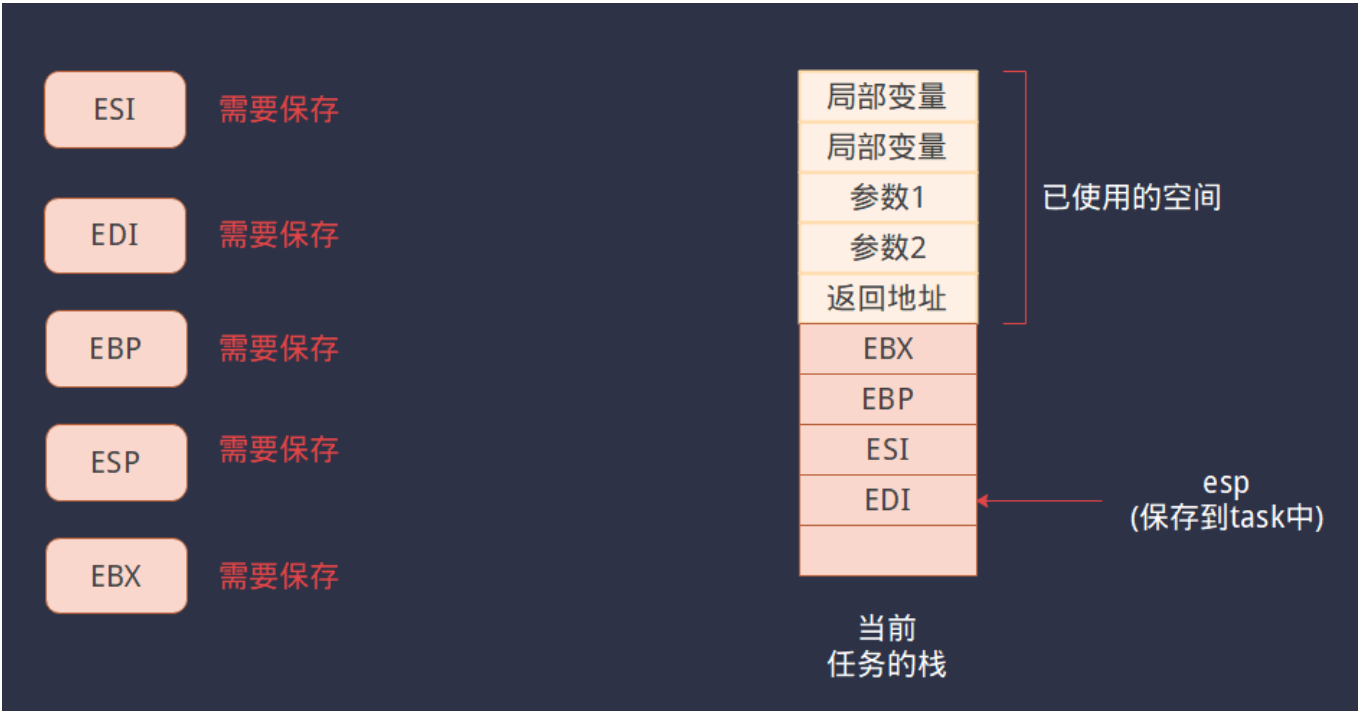 ESI
需要保存
EDI
需要保存
EBP
需要保存
ESP
需要保存
EBX
需要保存
局部变量
局部变量
参数1
参数2
返回地址
EBX
EBP
ESI
EDI
已使用的空间
esp
(保存到task中)
当前
任务的栈